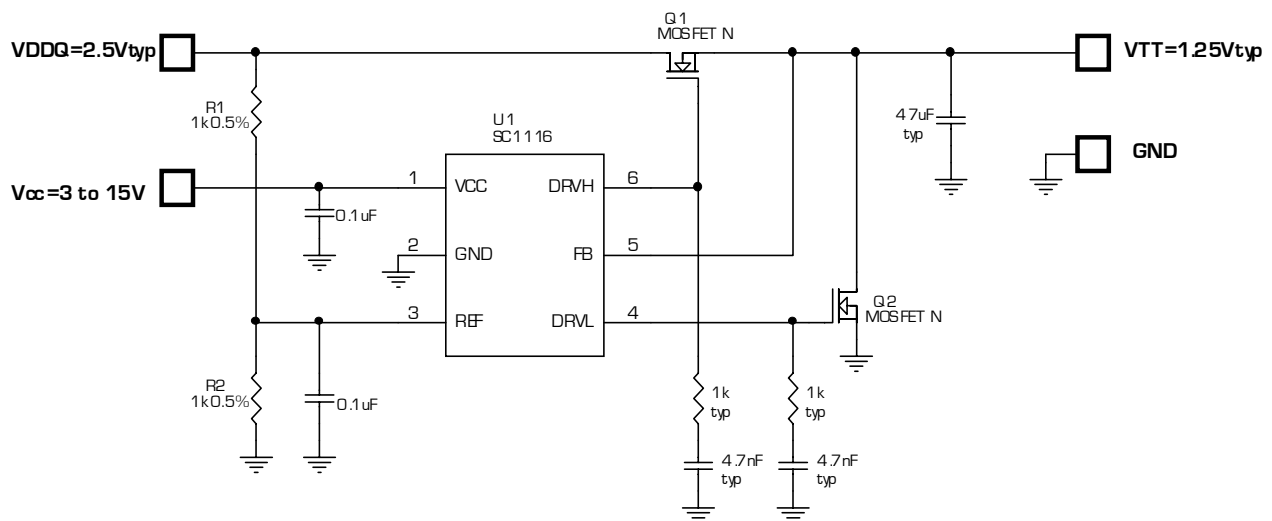 Q1
MOSFET N
VDDQ=2.5Vtyp
VTT=1.25Vtyp
R1
1k0.5%
U1
SC1116
47uF
typ
GND
Vcc=3 to 15V
1
VCC
DRVH
6
0.1uF
2
GND
FB
5
3
REF
DRVL
4
Q2
MOSFET N
R2
1k0.5%
0.1uF
1k
typ
1k
typ
4.7nF
typ
4.7nF
typ